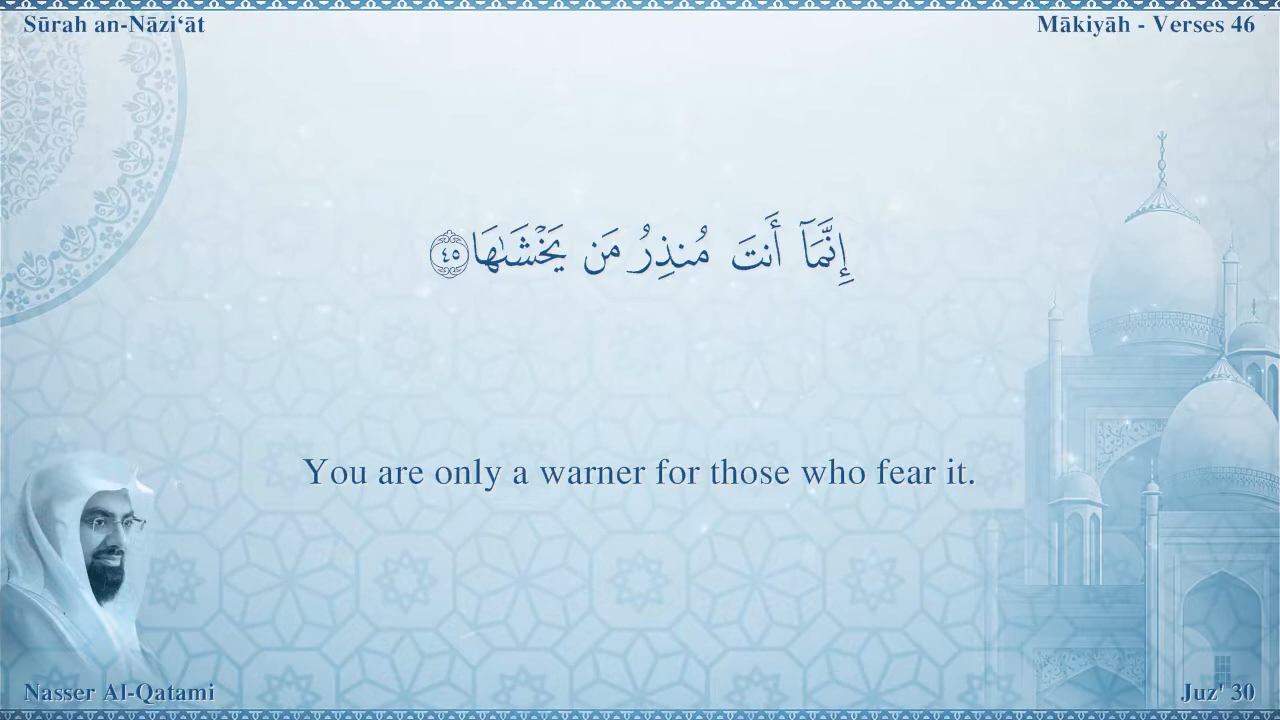 Sūrah an-Nāzi‘āt
Mākiyāh - Verses 46
إِنَّمَآ أَنتَ مُنذِرُ مَن يَخْشَىٰهَا ٤٥
You are only a warner for those who fear it.
Nasser Al-Qatami
Juz' 30